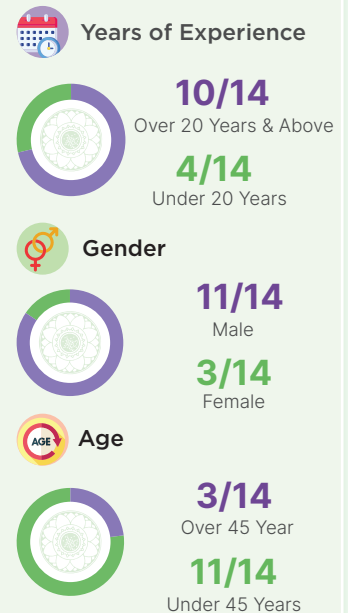 Years of Experience
10/14
Over 20 Years & Above
4/14
Under 20 Years
Gender
11/14
Male
3/14
Female
AGE
Age
3/14
Over 45 Year
11/14
Under 45 Years